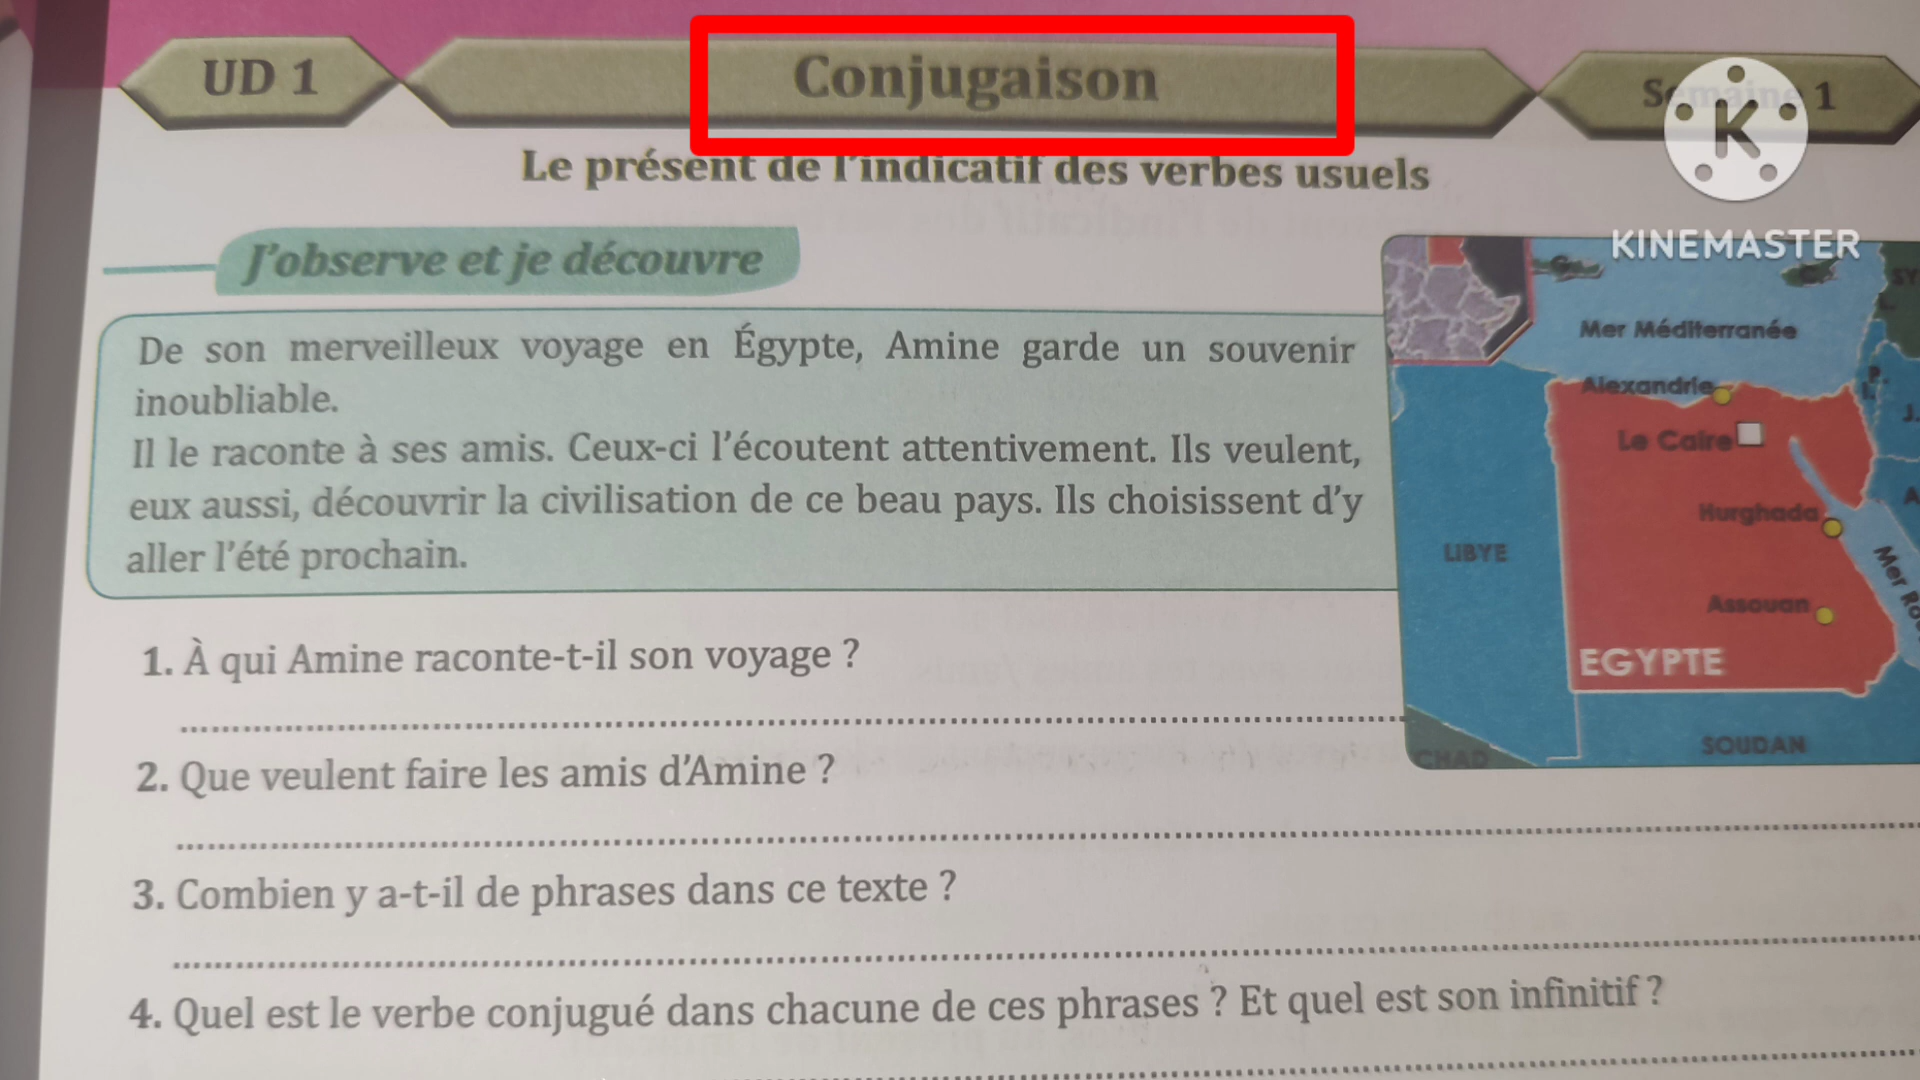 UD 1
Conjugaison
Semaine 1
K
KINEMASTER
Le présent de l'indicatif des verbes usuels
J'observe et je découvre
De son merveilleux voyage en Égypte, Amine garde un souvenir
inoubliable.
Il le raconte à ses amis. Ceux-ci l'écoutent attentivement. Ils veulent,
eux aussi, découvrir la civilisation de ce beau pays. Ils choisissent d'y
aller l'été prochain.
Mer Méditerranée
Alexandrie
Le Caire
Hurghada
LIBYE
Mer
Assouan
EGYPTE
SOUDAN
CHAD
1. À qui Amine raconte-t-il son voyage ?
2. Que veulent faire les amis d'Amine ?
3. Combien y a-t-il de phrases dans ce texte ?
4. Quel est le verbe conjugué dans chacune de ces phrases ? Et quel est son infinitif ?